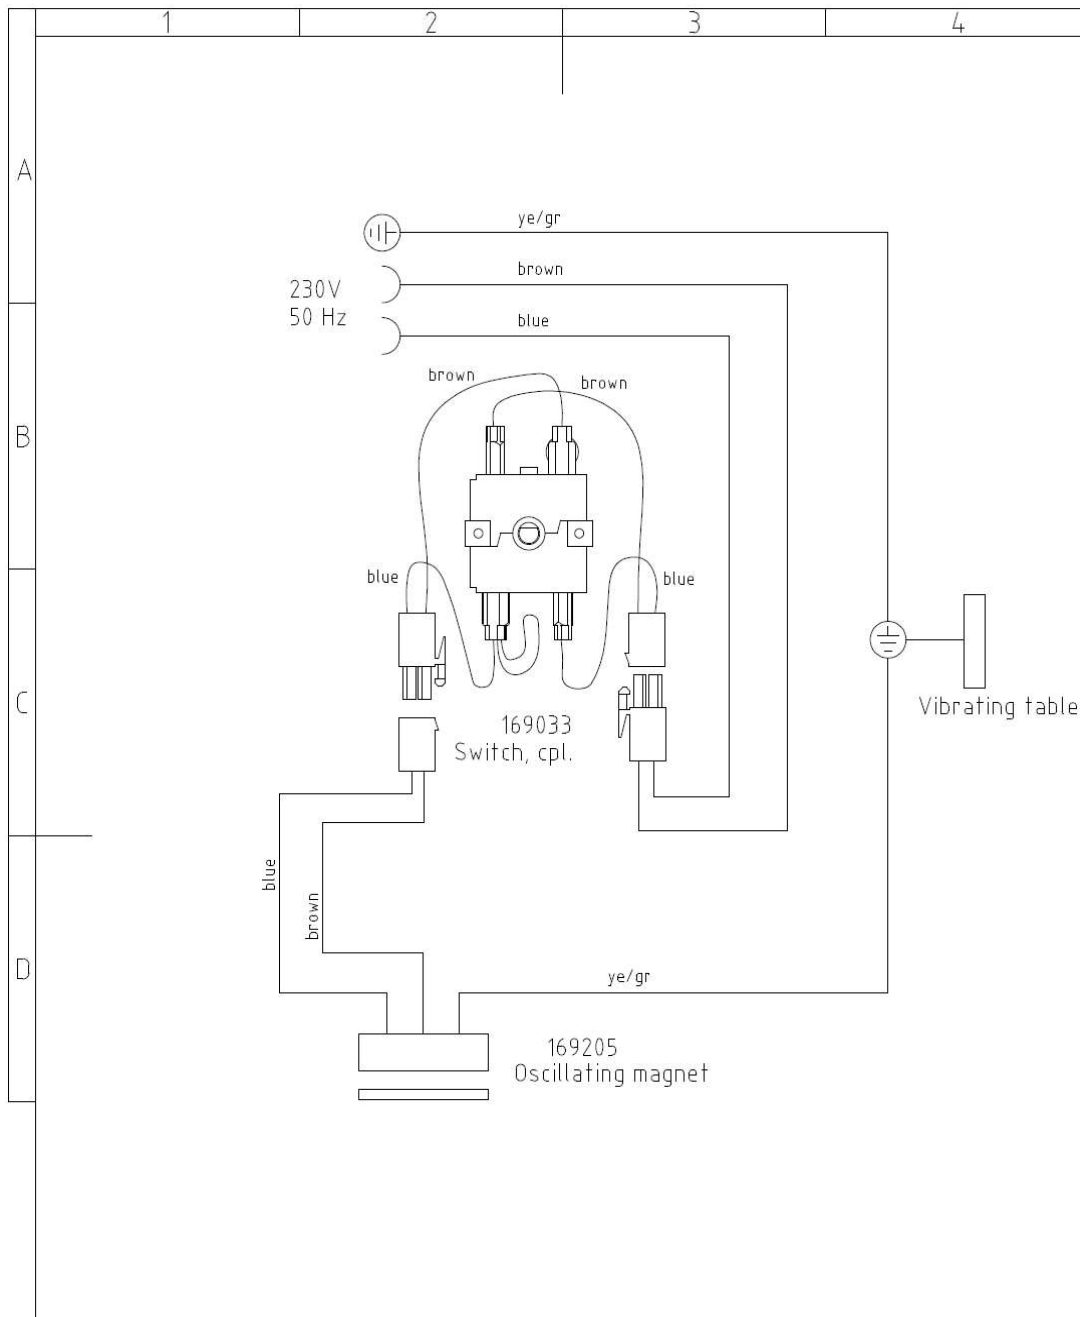 1
2
3
4
A
ye/gr
brown
230V
50 Hz
blue
brown
brown
B
blue
blue
C
Vibrating table
169033
Switch, cpl.
blue
brown
D
ye/gr
169205
Oscillating magnet